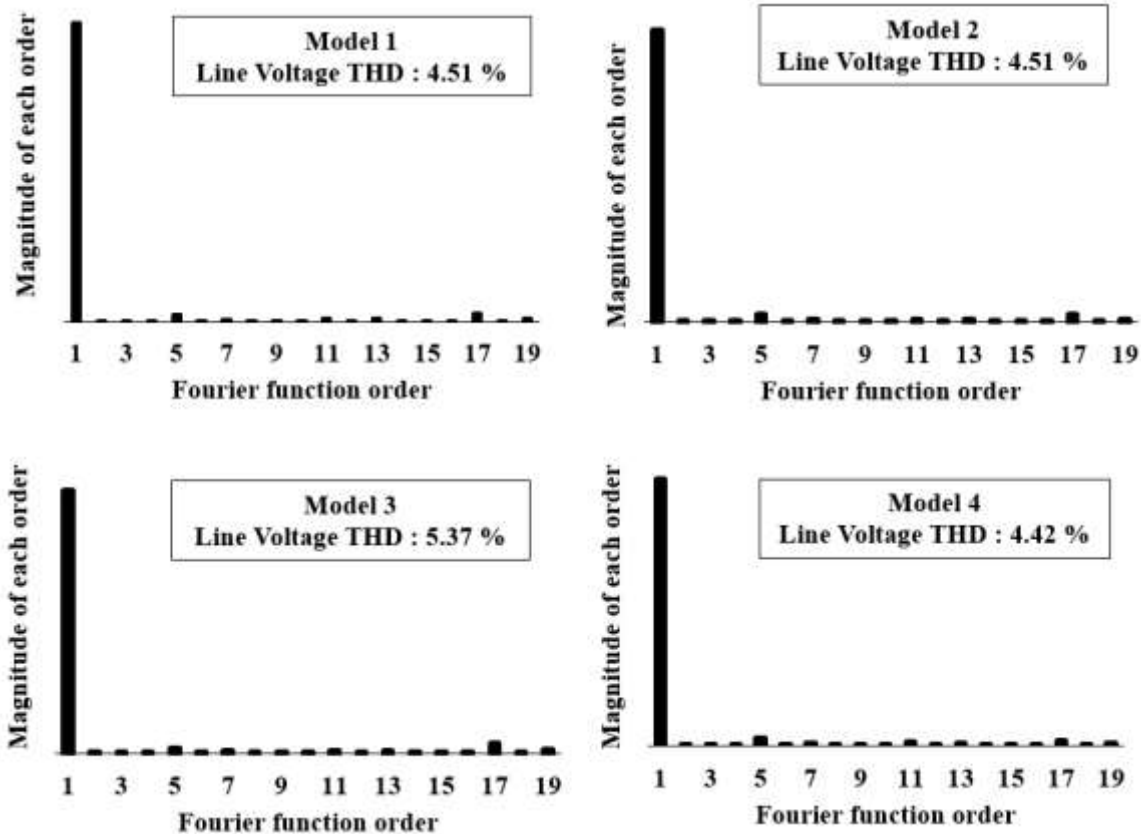 Model 1
Line Voltage THD : 4.51 %
Magnitude of each order
1 3 5 7 9 11 13 15 17 19
Fourier function order
Model 2
Line Voltage THD : 4.51 %
Magnitude of each order
1 3 5 7 9 11 13 15 17 19
Fourier function order
Model 3
Line Voltage THD : 5.37 %
Magnitude of each order
1 3 5 7 9 11 13 15 17 19
Fourier function order
Model 4
Line Voltage THD : 4.42 %
Magnitude of each order
1 3 5 7 9 11 13 15 17 19
Fourier function order